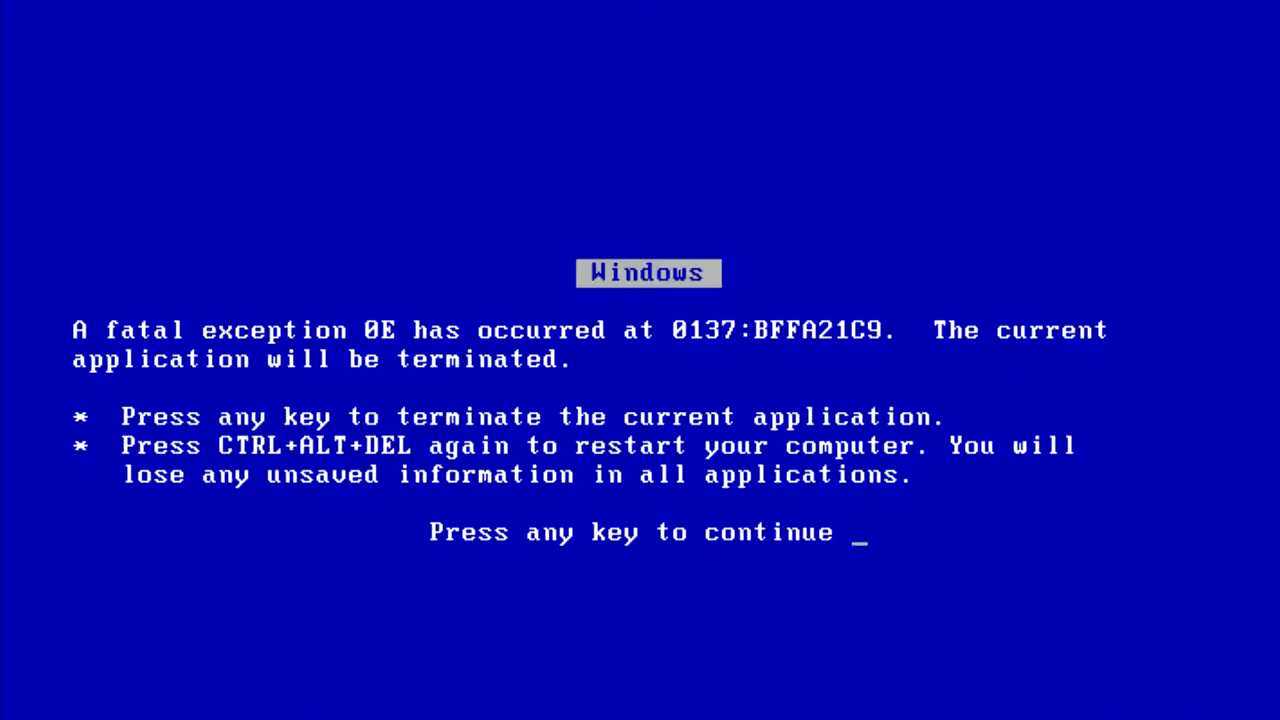 Windows
A fatal exception 0E has occurred at 0137:BFFA21C9.  The current
application will be terminated.
*  Press any key to terminate the current application.
*  Press CTRL+ALT+DEL again to restart your computer. You will
lose any unsaved information in all applications.
Press any key to continue _